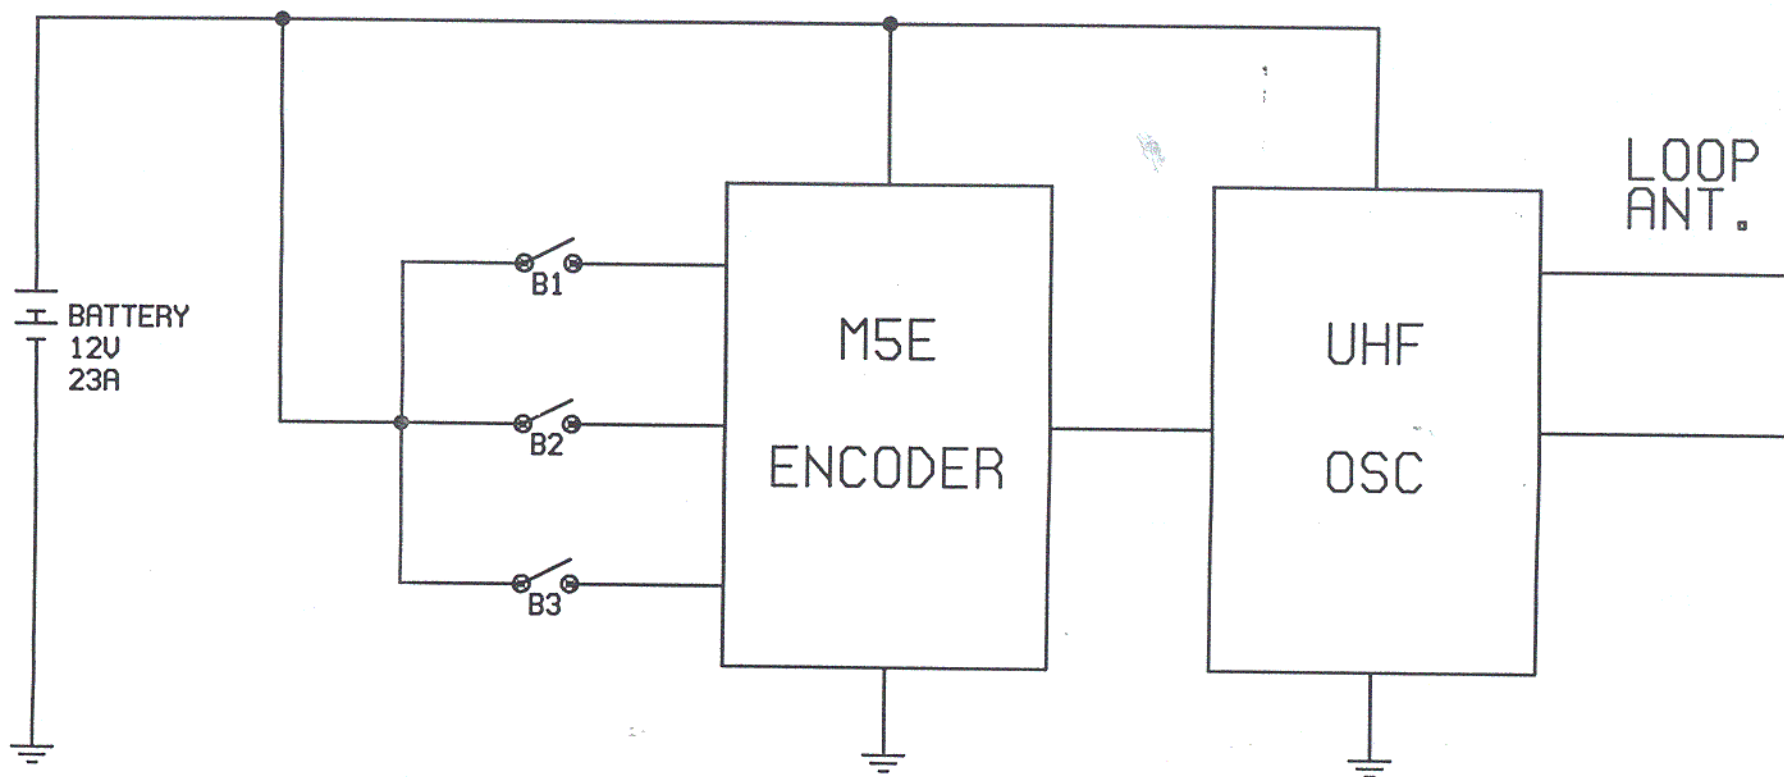 LOOP
ANT.
B1
BATTERY
12V
23A
M5E
UHF
B2
ENCODER
OSC
B3